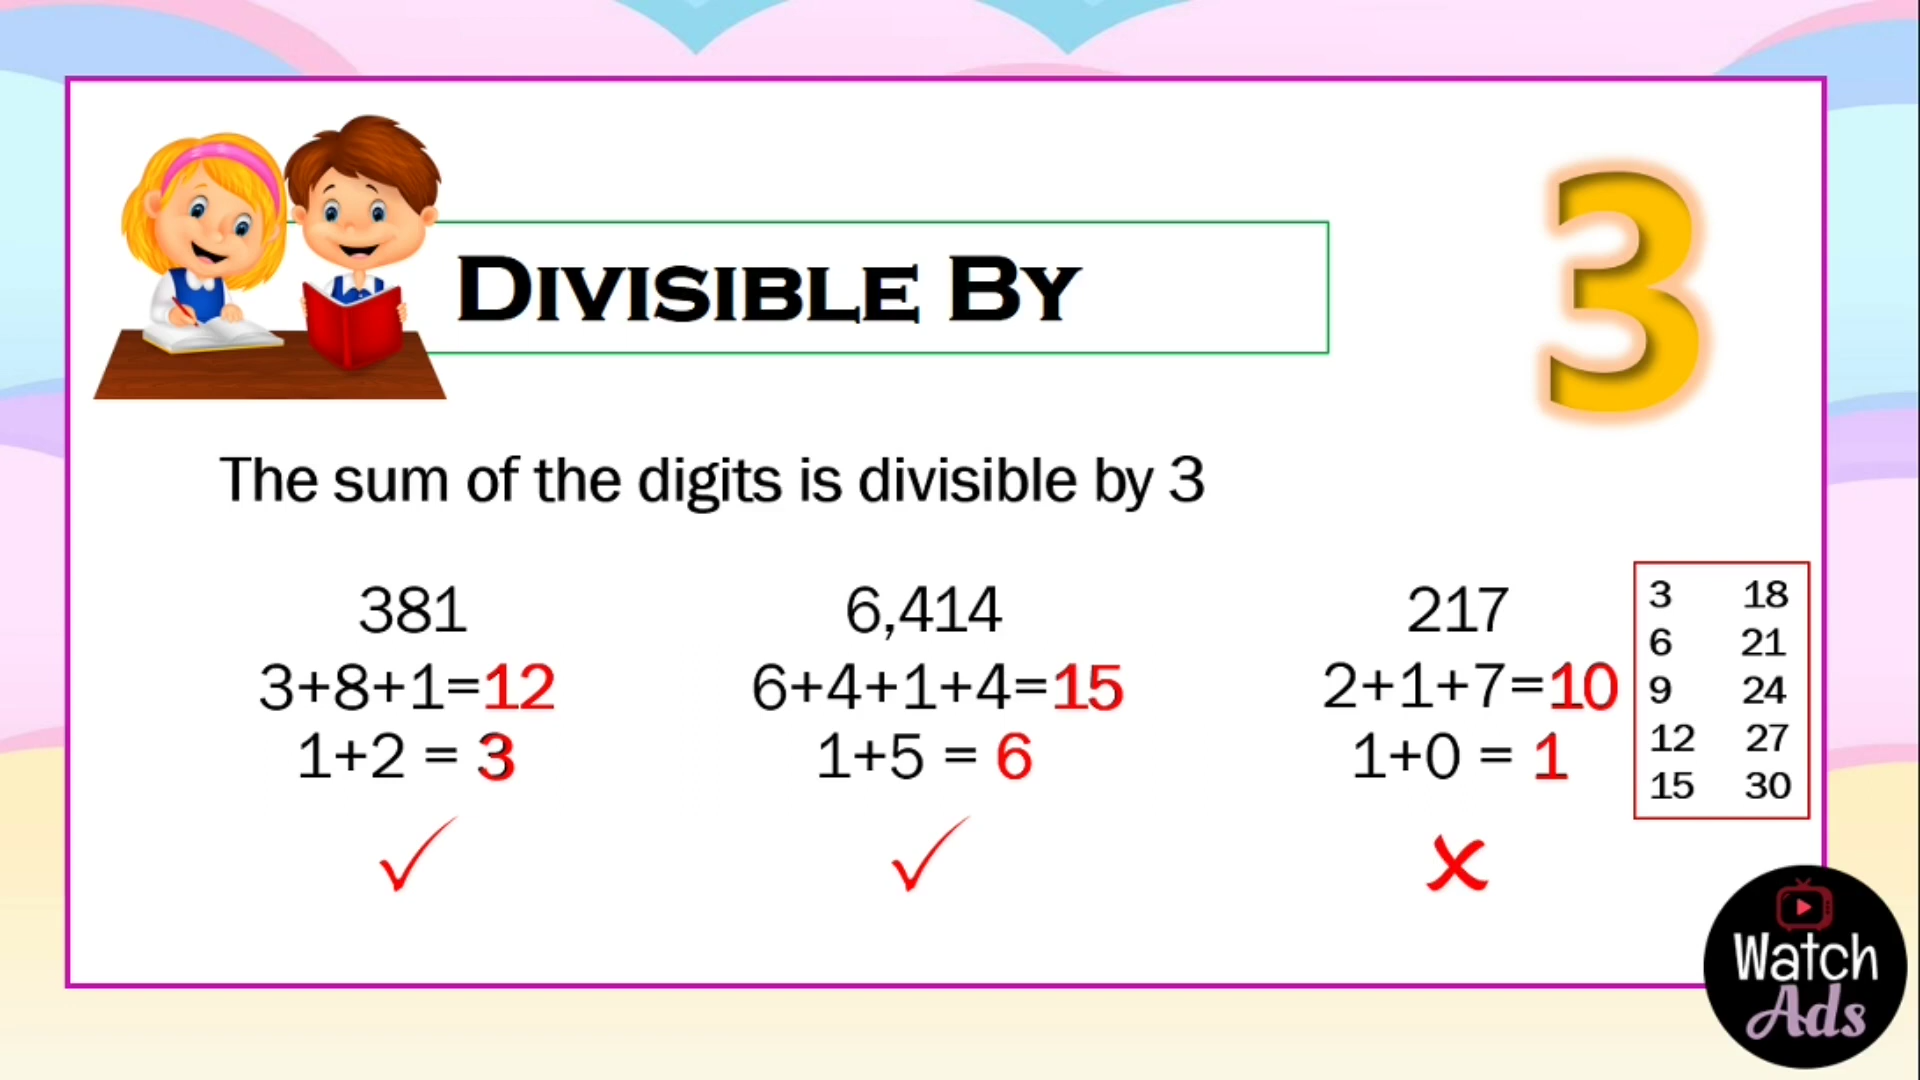 DIVISIBLE BY
3
The sum of the digits is divisible by 3
381
3+8+1=12
1+2 = 3
6,414
6+4+1+4=15
1+5 = 6
217
2+1+7=10
1+0 = 1
3 18
6 21
9 24
12 27
15 30
Watch
Ads